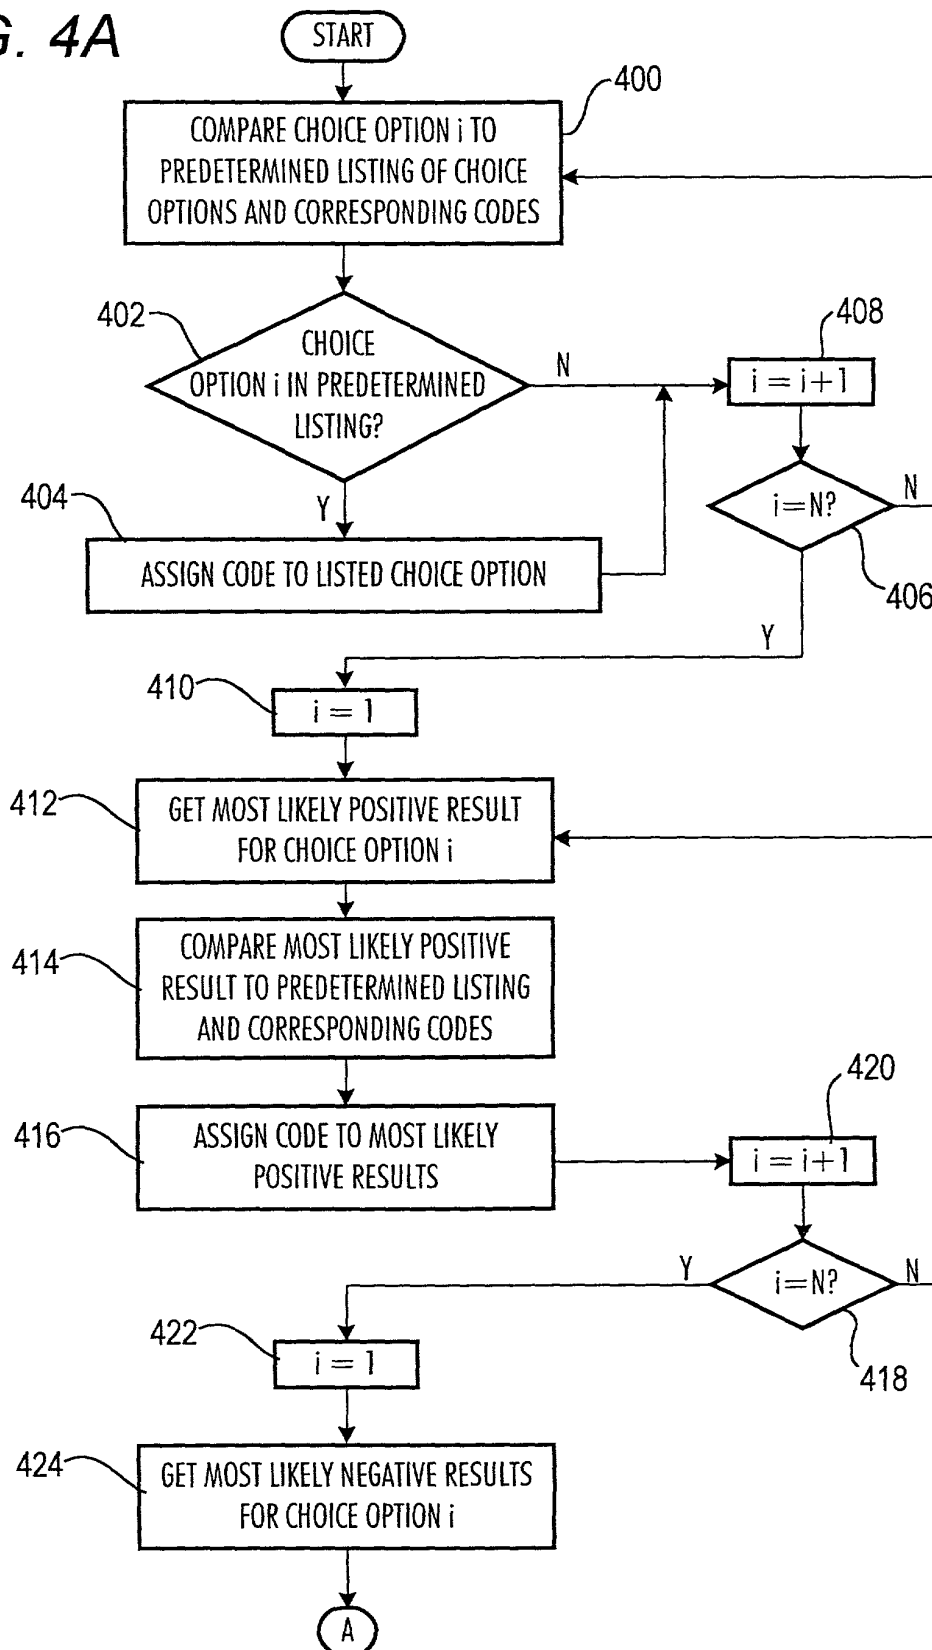 G. 4A
START
400
COMPARE CHOICE OPTION i TO
PREDETERMINED LISTING OF CHOICE
OPTIONS AND CORRESPONDING CODES
402
CHOICE
OPTION i IN PREDETERMINED
LISTING?
N
408
i = i+1
404
Y
ASSIGN CODE TO LISTED CHOICE OPTION
i=N?
N
406
Y
410
i = 1
412
GET MOST LIKELY POSITIVE RESULT
FOR CHOICE OPTION i
414
COMPARE MOST LIKELY POSITIVE
RESULT TO PREDETERMINED LISTING
AND CORRESPONDING CODES
416
ASSIGN CODE TO MOST LIKELY
POSITIVE RESULTS
420
i = i+1
Y
i=N?
N
418
422
i = 1
424
GET MOST LIKELY NEGATIVE RESULTS
FOR CHOICE OPTION i
A